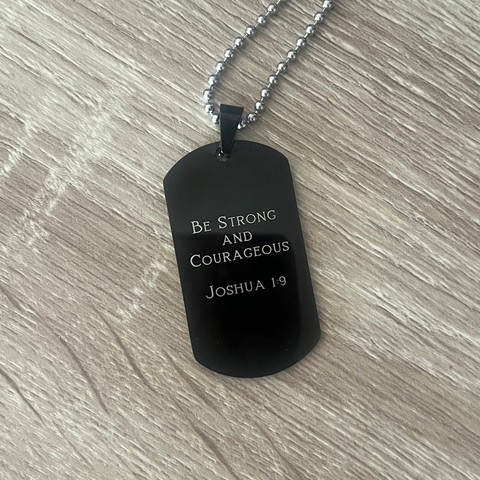 Be Strong
and
Courageous
Joshua 1:9